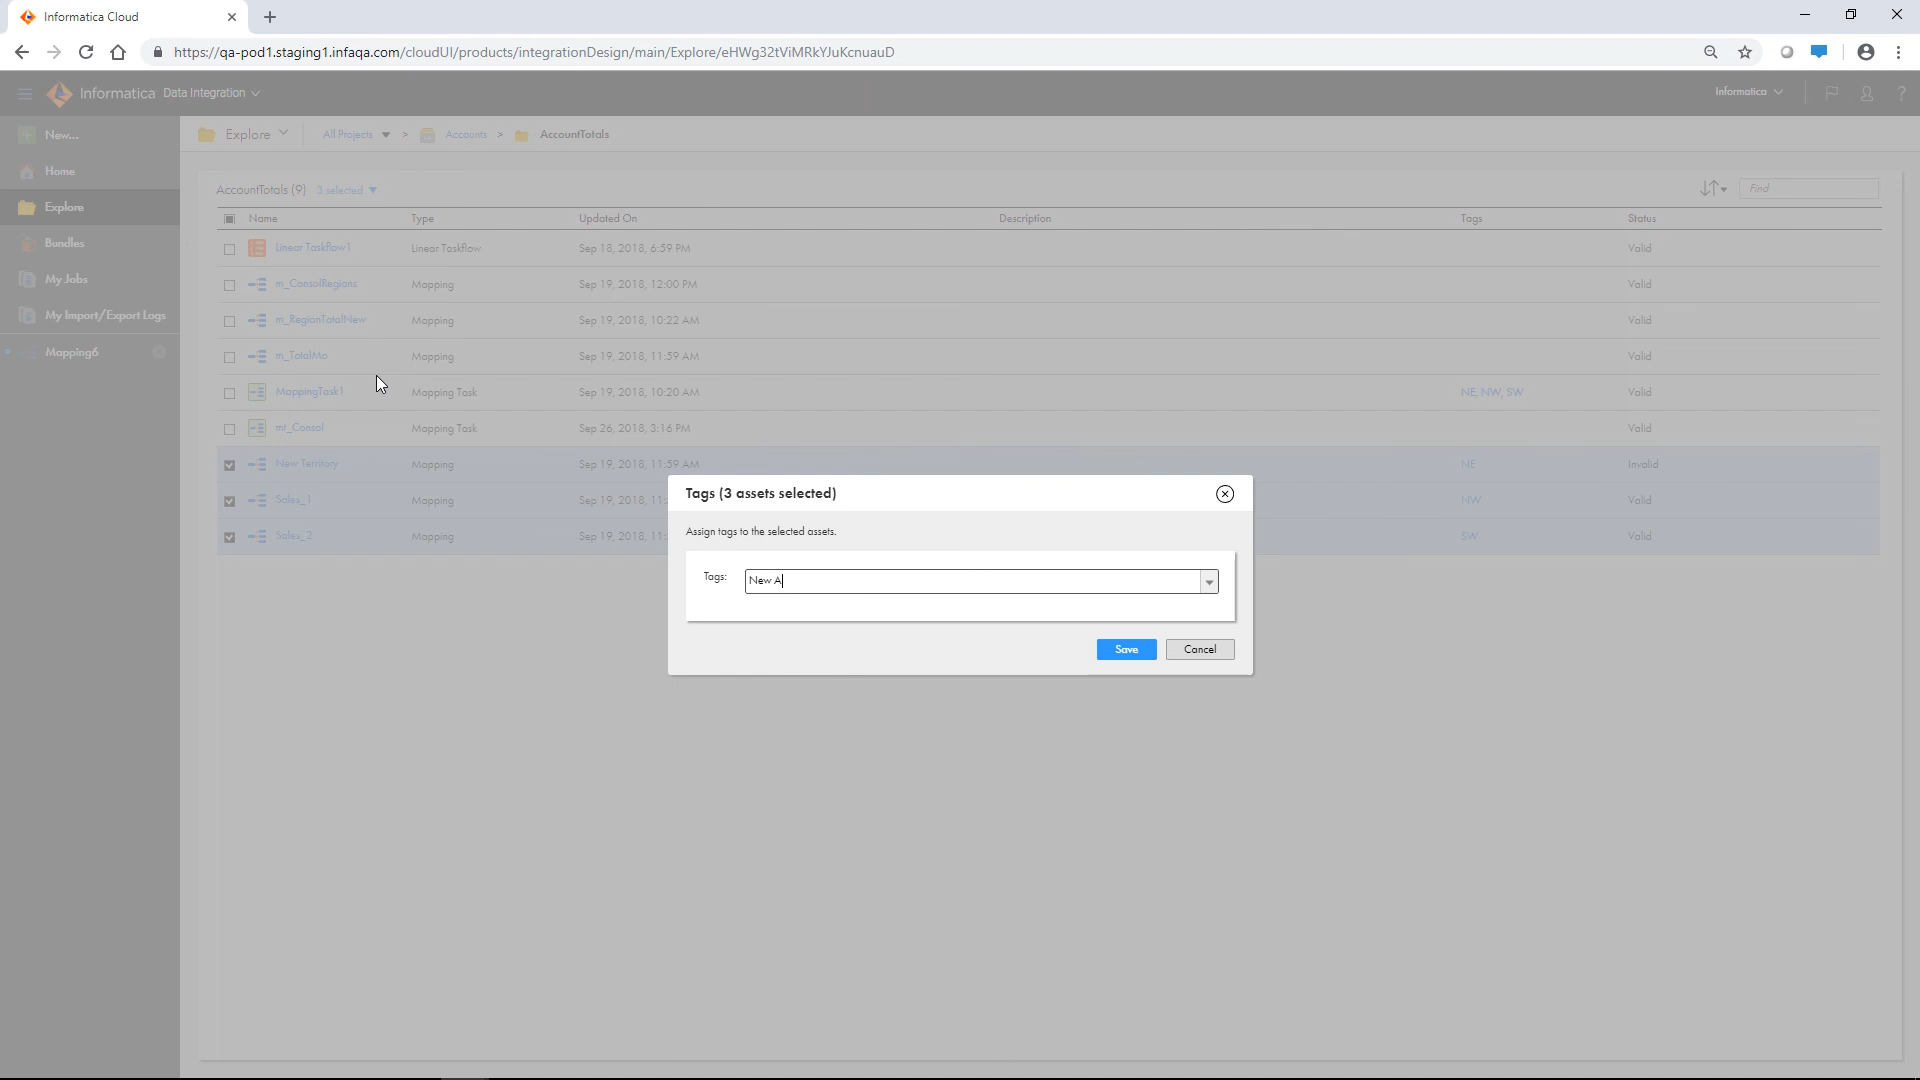 Informatica Cloud
https://qa-pod1.staging1.infaqa.com/cloudUI/products/integrationDesign/main/Explore/eHWg32tViMRkYJuKcnuauD
Informatica Data Integration
Informatica
?
New...
Home
Explore
Bundles
My Jobs
My Import/Export Logs
Mapping6
Explore All Projects > Accounts > AccountTotals
AccountTotals (9) 3 selected
Find
Name Type Updated On Description Tags Status
Linear Taskflow1 Linear Taskflow Sep 18, 2018, 6:59 PM Valid
m_ConsolRegions Mapping Sep 19, 2018, 12:00 PM Valid
m_RegionTotalNew Mapping Sep 19, 2018, 10:22 AM Valid
m_TotalMo Mapping Sep 19, 2018, 11:59 AM Valid
MappingTask1 Mapping Task Sep 19, 2018, 10:20 AM NE, NW, SW Valid
mt_Consol Mapping Task Sep 26, 2018, 3:16 PM Valid
New Territory Mapping Sep 19, 2018, 11:59 AM NE Invalid
Sales_1 Mapping Sep 19, 2018, 11: NW Valid
Sales_2 Mapping Sep 19, 2018, 11: SW Valid
Tags (3 assets selected)
Assign tags to the selected assets.
Tags: New A
Save Cancel